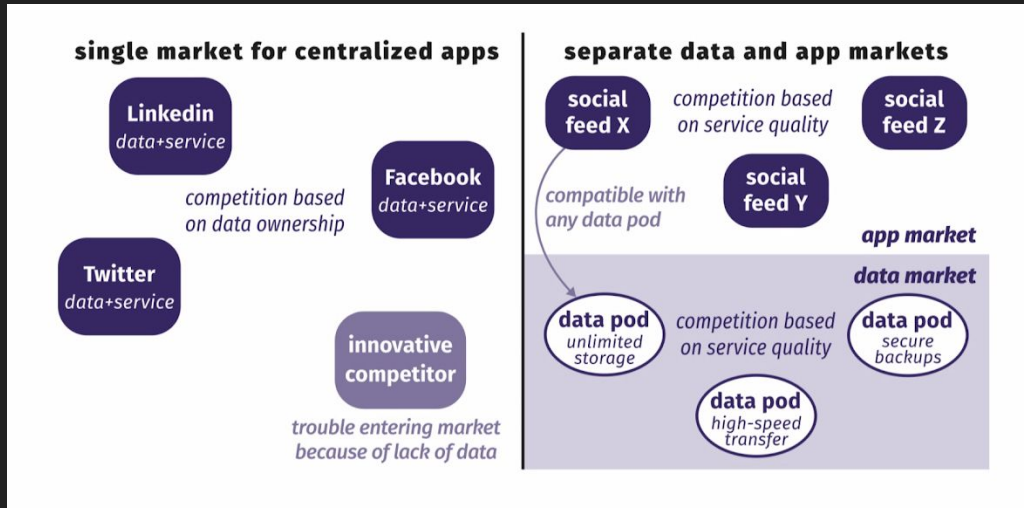 single market for centralized apps
Linkedin
data+service
Facebook
data+service
competition based
on data ownership
Twitter
data+service
innovative
competitor
trouble entering market
because of lack of data
separate data and app markets
social
feed X
competition based
on service quality
social
feed Z
social
feed Y
compatible with
any data pod
app market
data market
data pod
unlimited
storage
competition based
on service quality
data pod
secure
backups
data pod
high-speed
transfer